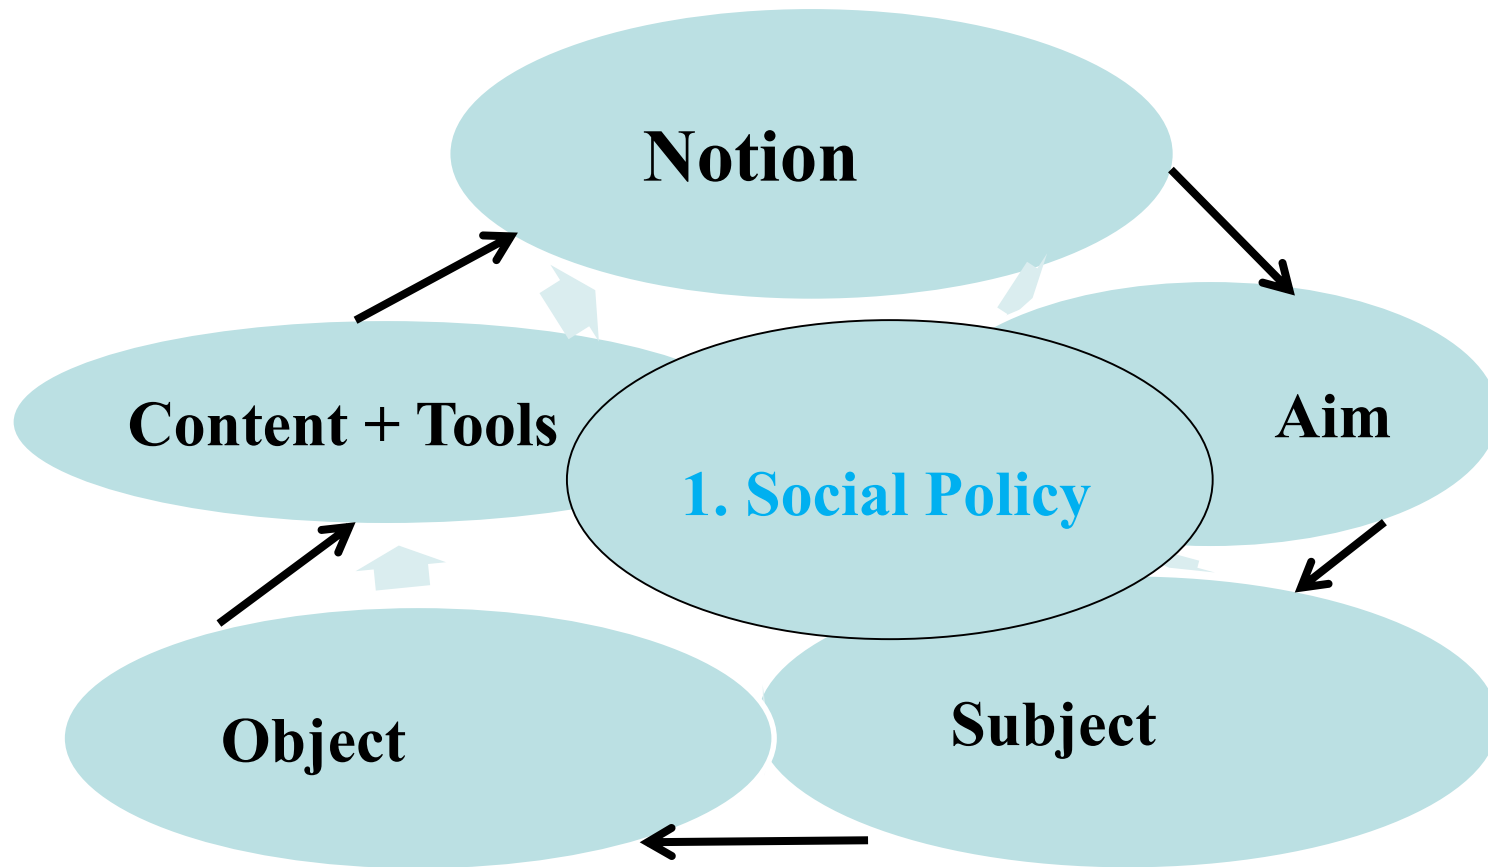 Notion
Content + Tools
Aim
1. Social Policy
Object
Subject